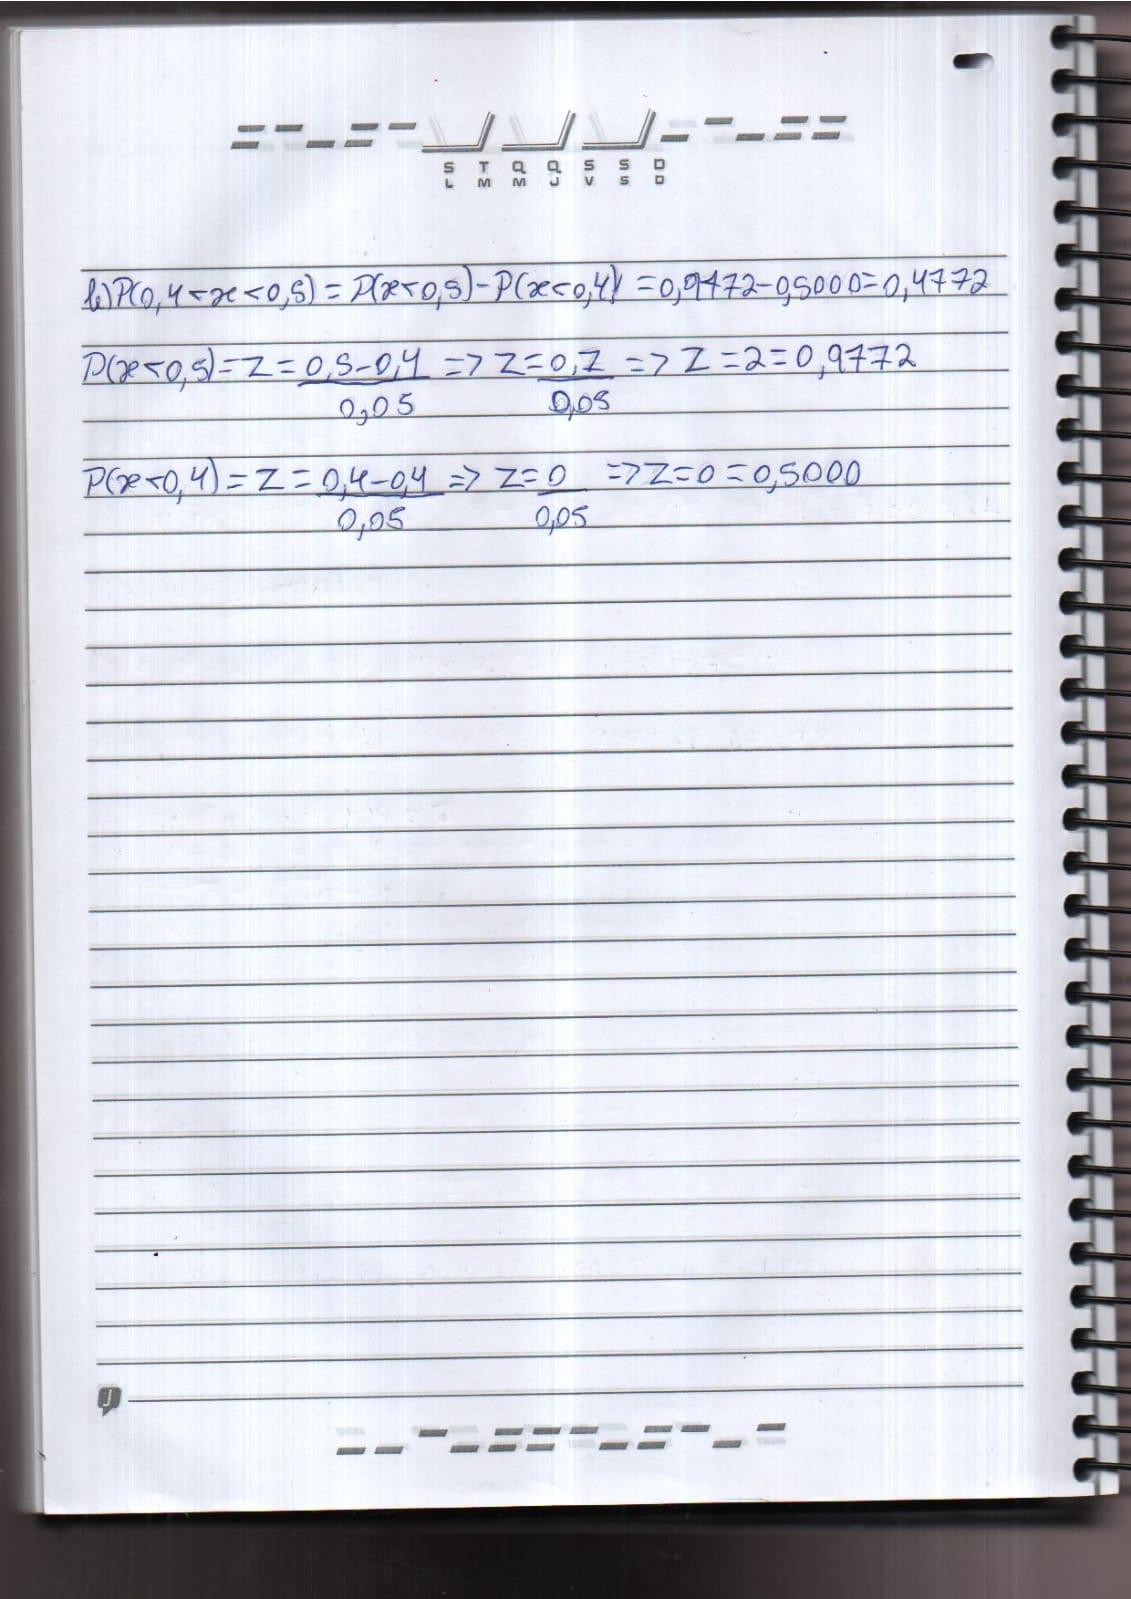 S T Q Q S S D
L M M J V S D
b) P(0,4<x<0,5) = P(x<0,5)-P(x<0,4) = 0,9772-0,5000=0,4772
P(x<0,5)=Z=0,5-0,4 => Z=0,1 => Z=2=0,9772
0,05 0,05
P(x<0,4)=Z=0,4-0,4 => Z=0 => Z=0=0,5000
0,05 0,05
J